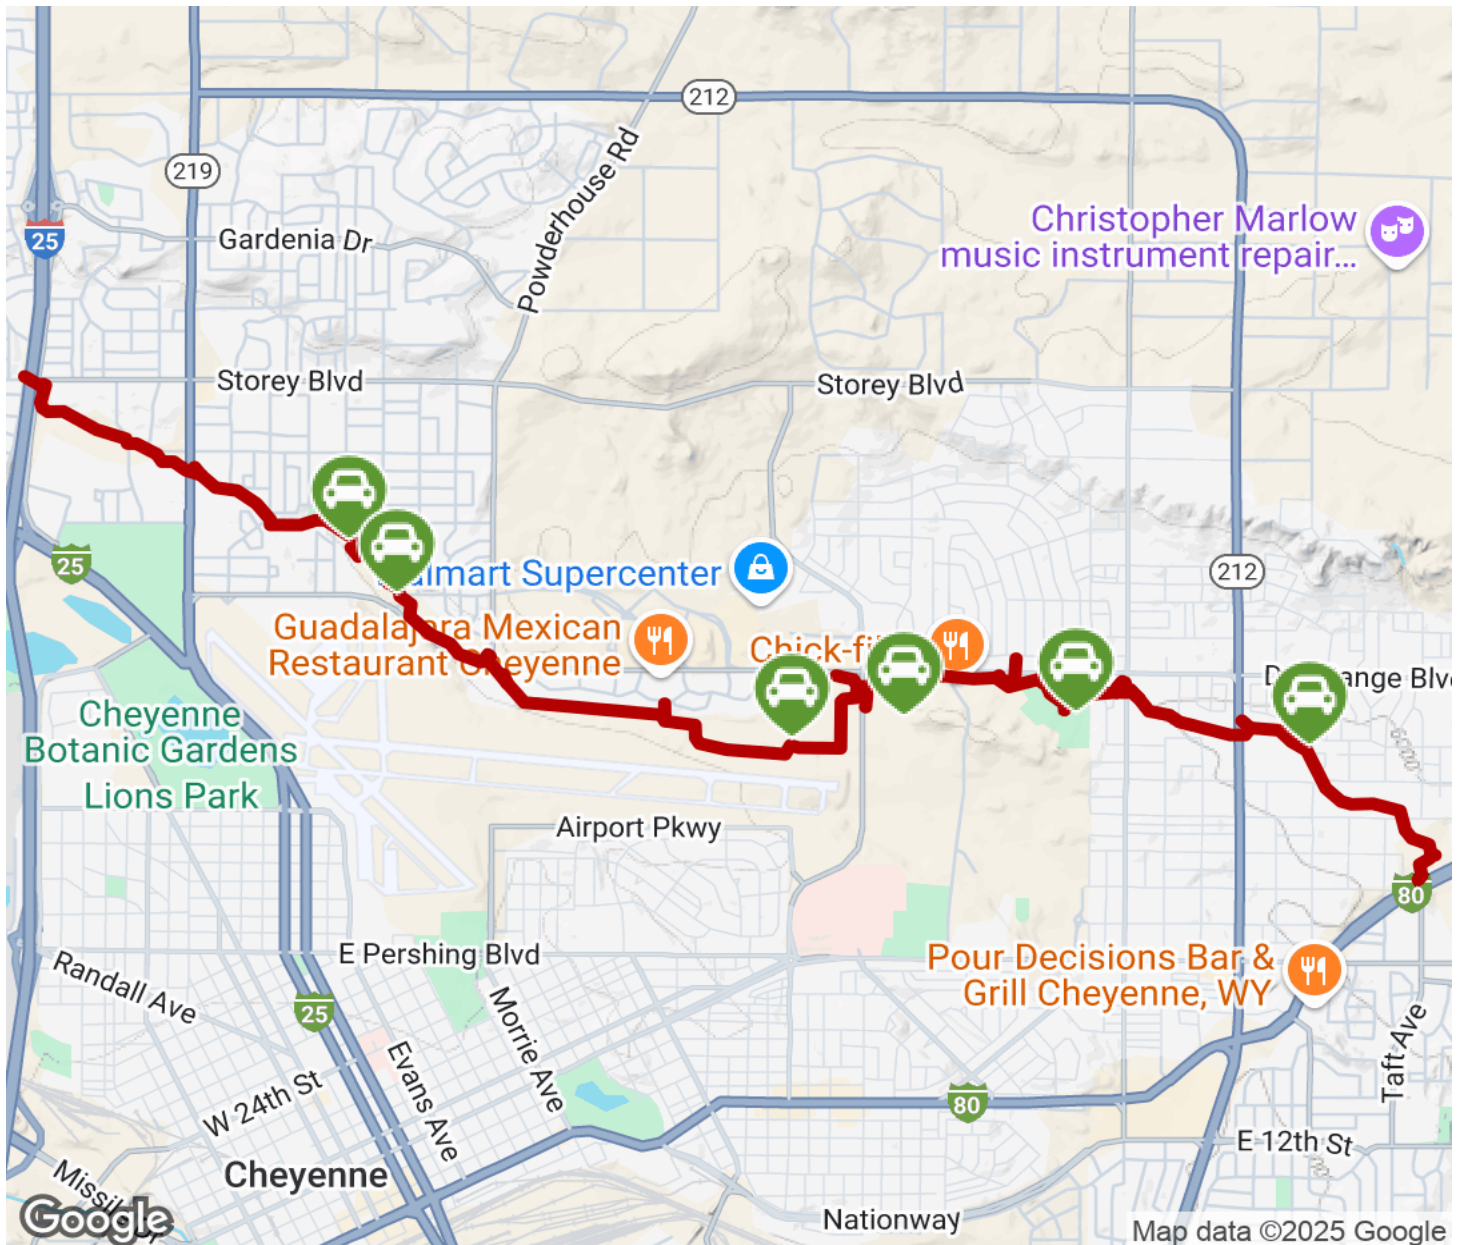 212
219
Powderhouse Rd
Christopher Marlow
music instrument repair...
25
Gardenia Dr
Storey Blvd
Storey Blvd
25
Supercenter
212
Guadalajara Mexican
Restaurant Cheyenne
Cheyenne
Botanic Gardens
Lions Park
Airport Pkwy
80
E Pershing Blvd
Pour Decisions Bar &
Grill Cheyenne, WY
Randall Ave
25
Morrie Ave
Evans Ave
Taft Ave
W 24th St
80
E 12th St
Cheyenne
Google
Nationway
Map data ©2025 Google